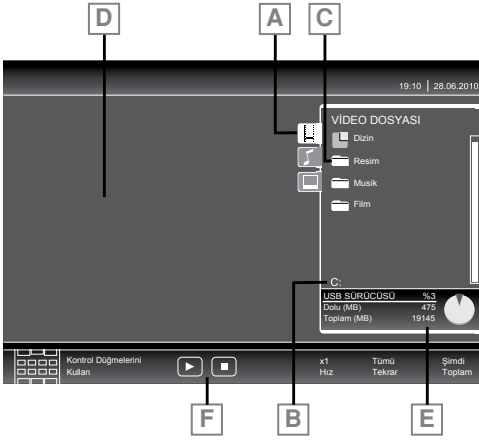 D A C
19:10 28.06.2010
VİDEO DOSYASI
Dizin
Resim
Musik
Film
C:
USB SÜRÜCÜSÜ %3
Dolu (MB) 475
Toplam (MB) 19145
Kontrol Düğmelerini
Kullan
x1 Tümü Şimdi
Hız Tekrar Toplam
F B E